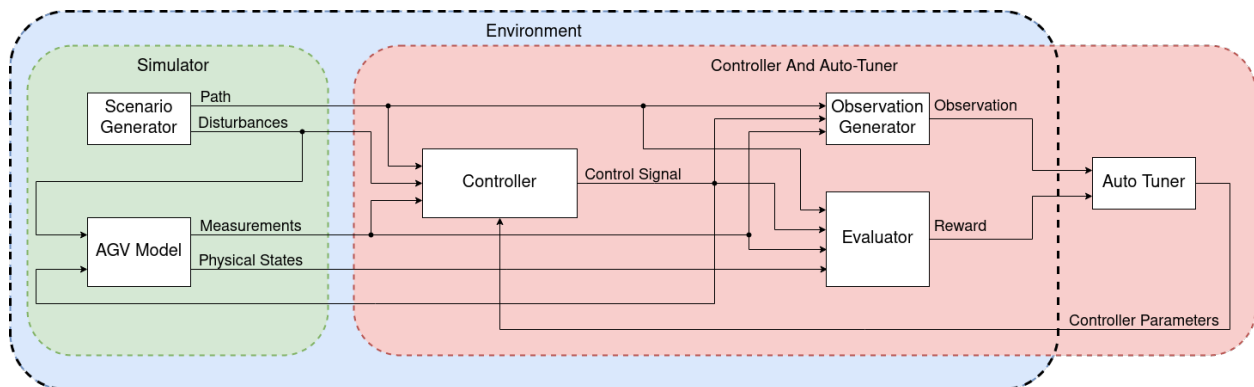 Environment
Simulator
Controller And Auto-Tuner
Scenario
Generator
Path
Disturbances
Observation
Generator
Observation
Controller
Control Signal
Auto Tuner
AGV Model
Measurements
Physical States
Evaluator
Reward
Controller Parameters